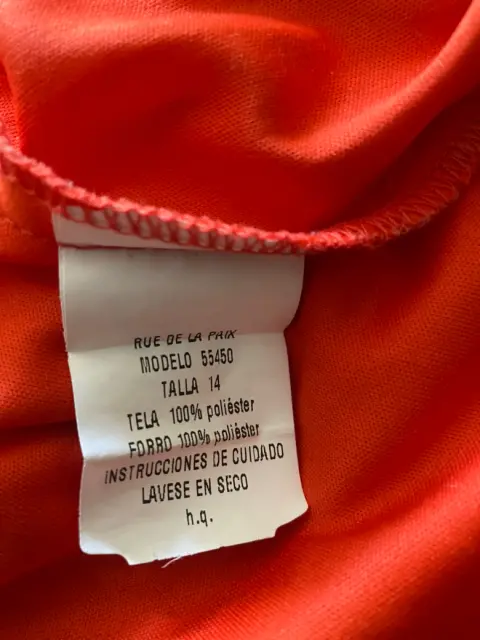 RUE DE LA PAIX
MODELO 55450
TALLA 14
TELA 100% poliéster
FORRO 100% poliéster
INSTRUCCIONES DE CUIDADO
LAVESE EN SECO
h.q.